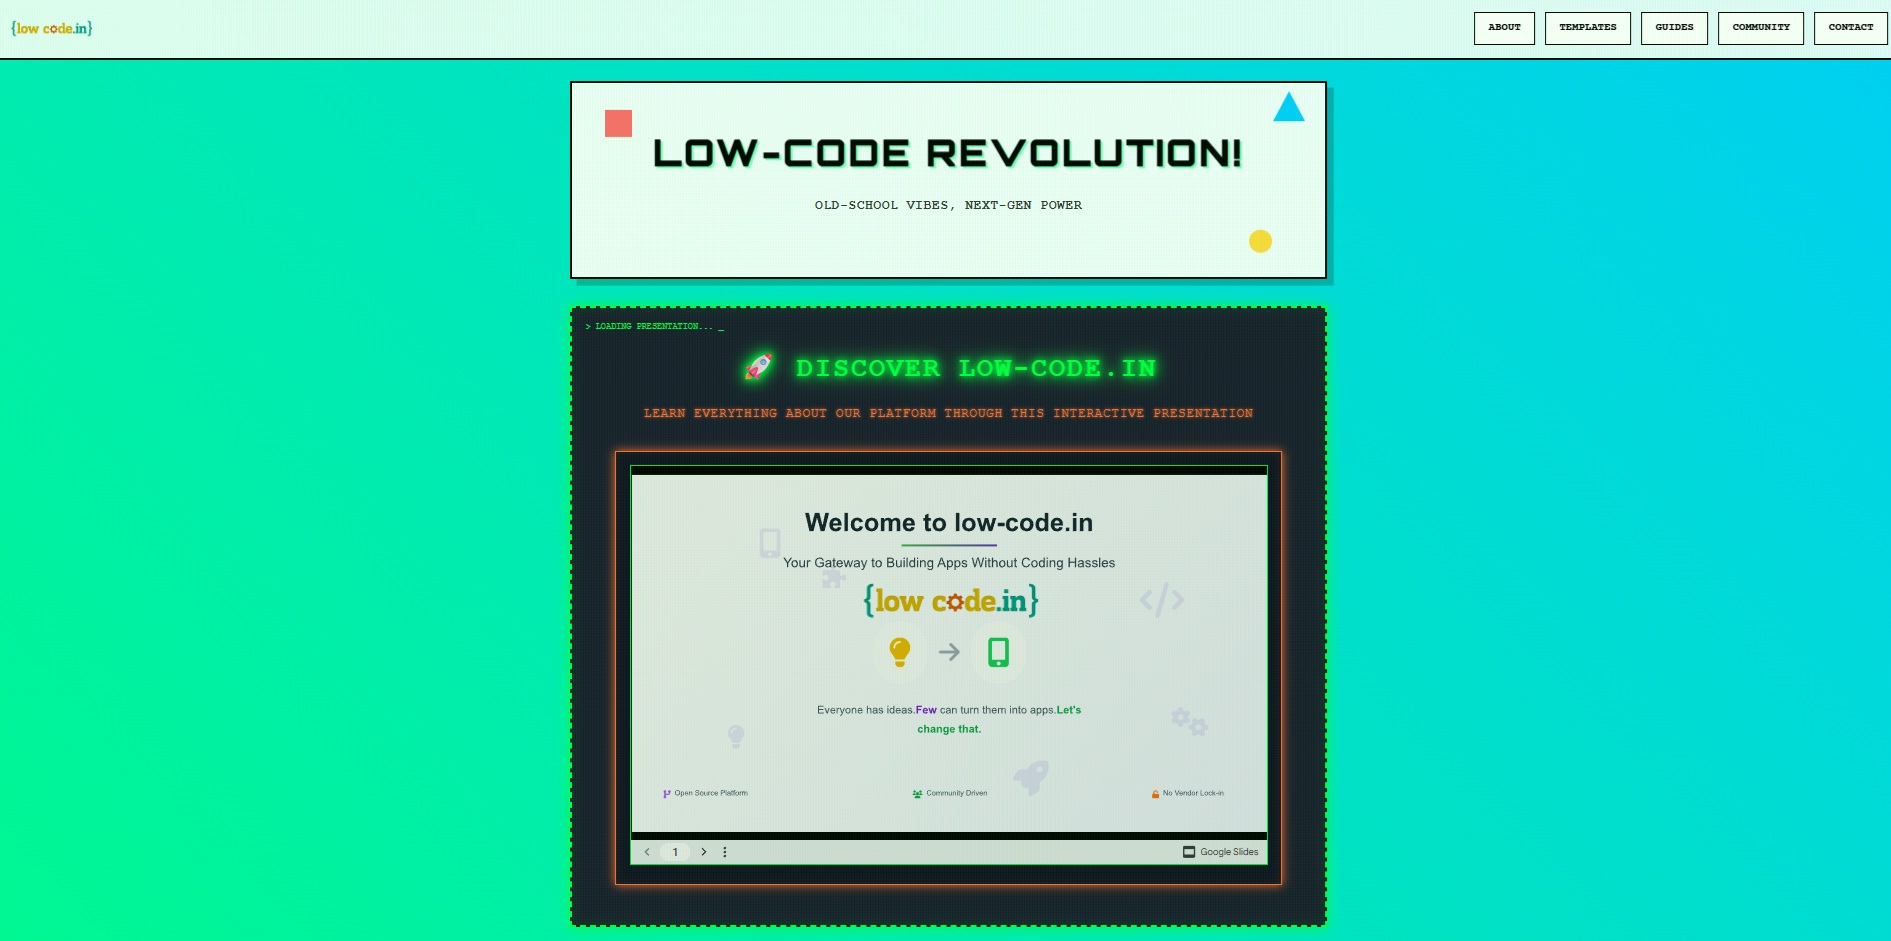 {low code.in}
ABOUT
TEMPLATES
GUIDES
COMMUNITY
CONTACT
LOW-CODE REVOLUTION!
OLD-SCHOOL VIBES, NEXT-GEN POWER
> LOADING PRESENTATION... _
🚀 DISCOVER LOW-CODE.IN
LEARN EVERYTHING ABOUT OUR PLATFORM THROUGH THIS INTERACTIVE PRESENTATION
Welcome to low-code.in
Your Gateway to Building Apps Without Coding Hassles
</>
{low code.in}
Everyone has ideas.Few can turn them into apps.Let's
change that.
Open Source Platform
Community Driven
No Vendor Lock-in
1
Google Slides